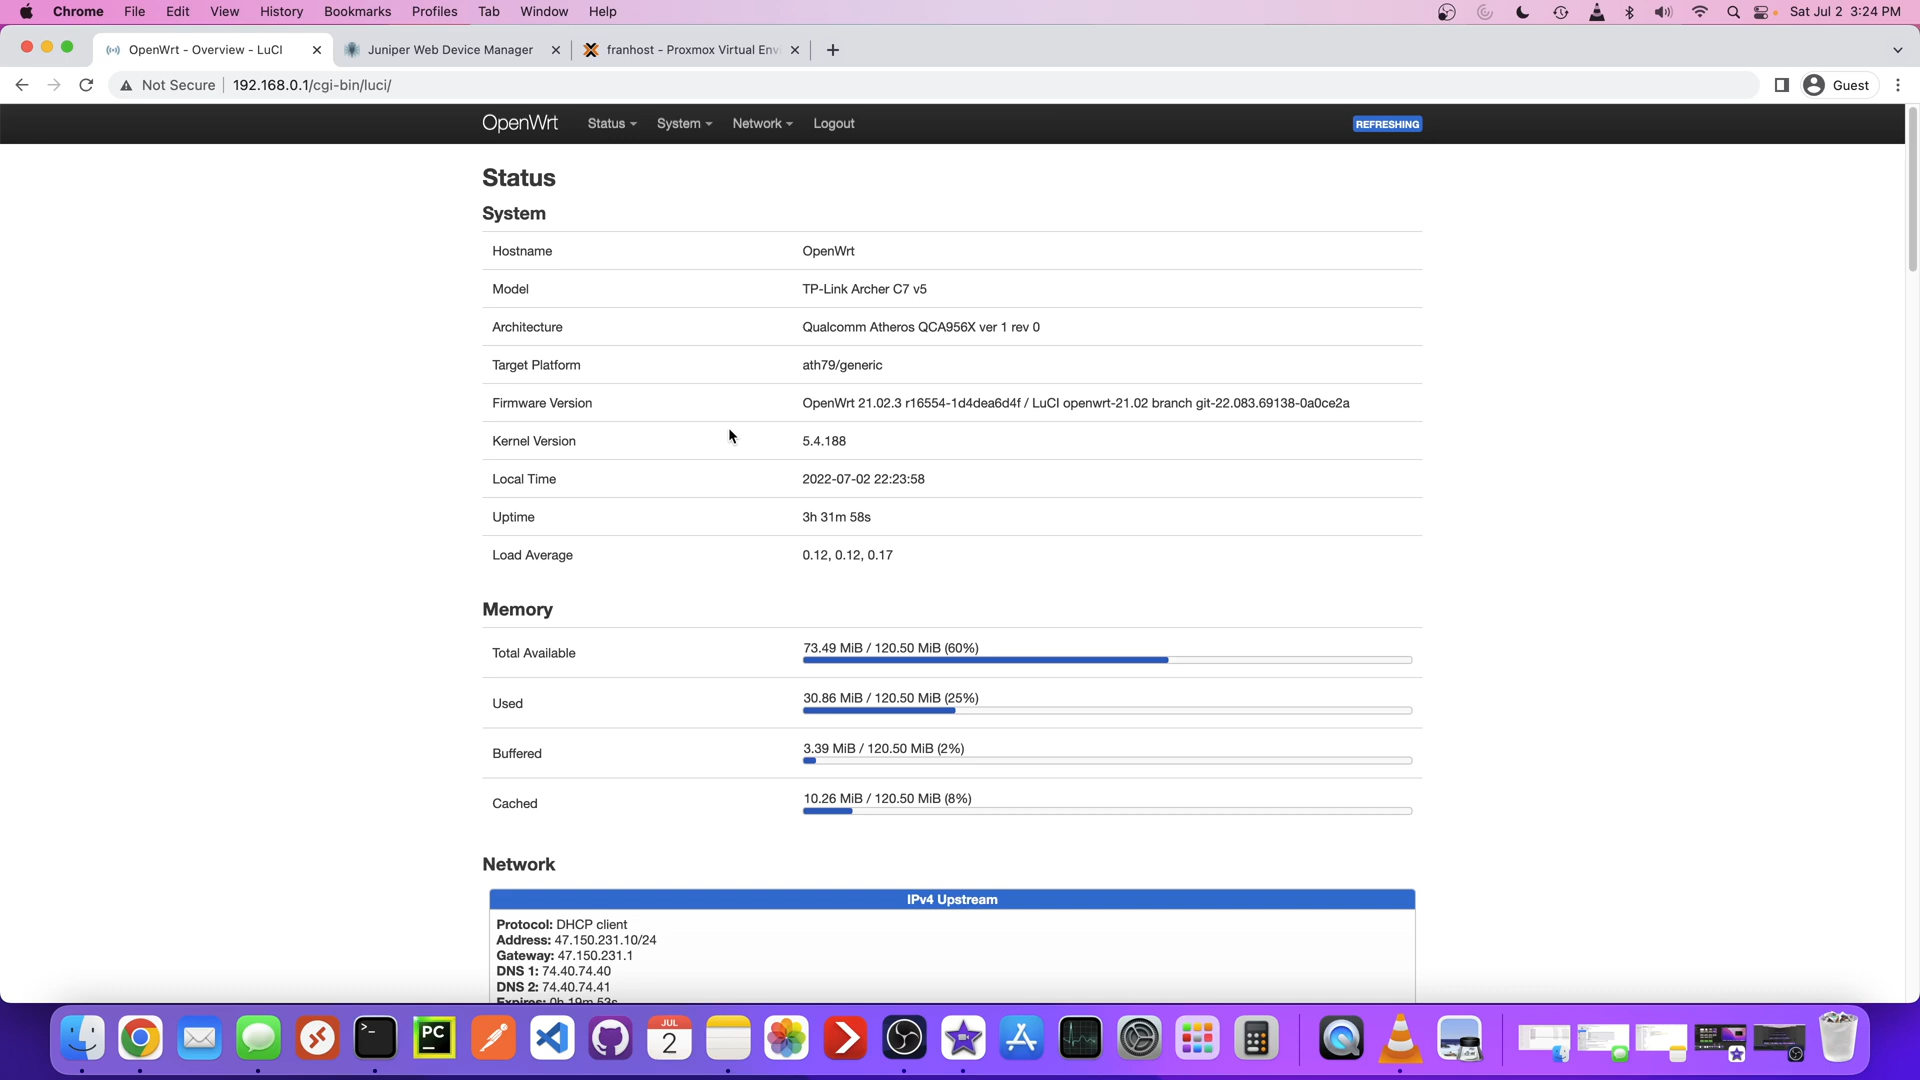 Chrome File Edit View History Bookmarks Profiles Tab Window Help Sat Jul 2 3:24 PM
OpenWrt - Overview - LuCI Juniper Web Device Manager franhost - Proxmox Virtual Envi
Not Secure 192.168.0.1/cgi-bin/luci/ Guest
OpenWrt Status System Network Logout REFRESHING
Status
System
Hostname OpenWrt
Model TP-Link Archer C7 v5
Architecture Qualcomm Atheros QCA956X ver 1 rev 0
Target Platform ath79/generic
Firmware Version OpenWrt 21.02.3 r16554-1d4dea6d4f / LuCI openwrt-21.02 branch git-22.083.69138-0a0ce2a
Kernel Version 5.4.188
Local Time 2022-07-02 22:23:58
Uptime 3h 31m 58s
Load Average 0.12, 0.12, 0.17
Memory
Total Available 73.49 MiB / 120.50 MiB (60%)
Used 30.86 MiB / 120.50 MiB (25%)
Buffered 3.39 MiB / 120.50 MiB (2%)
Cached 10.26 MiB / 120.50 MiB (8%)
Network
IPv4 Upstream
Protocol: DHCP client
Address: 47.150.231.10/24
Gateway: 47.150.231.1
DNS 1: 74.40.74.40
DNS 2: 74.40.74.41
Expires: 0h 19m 53s
PC JUL 2